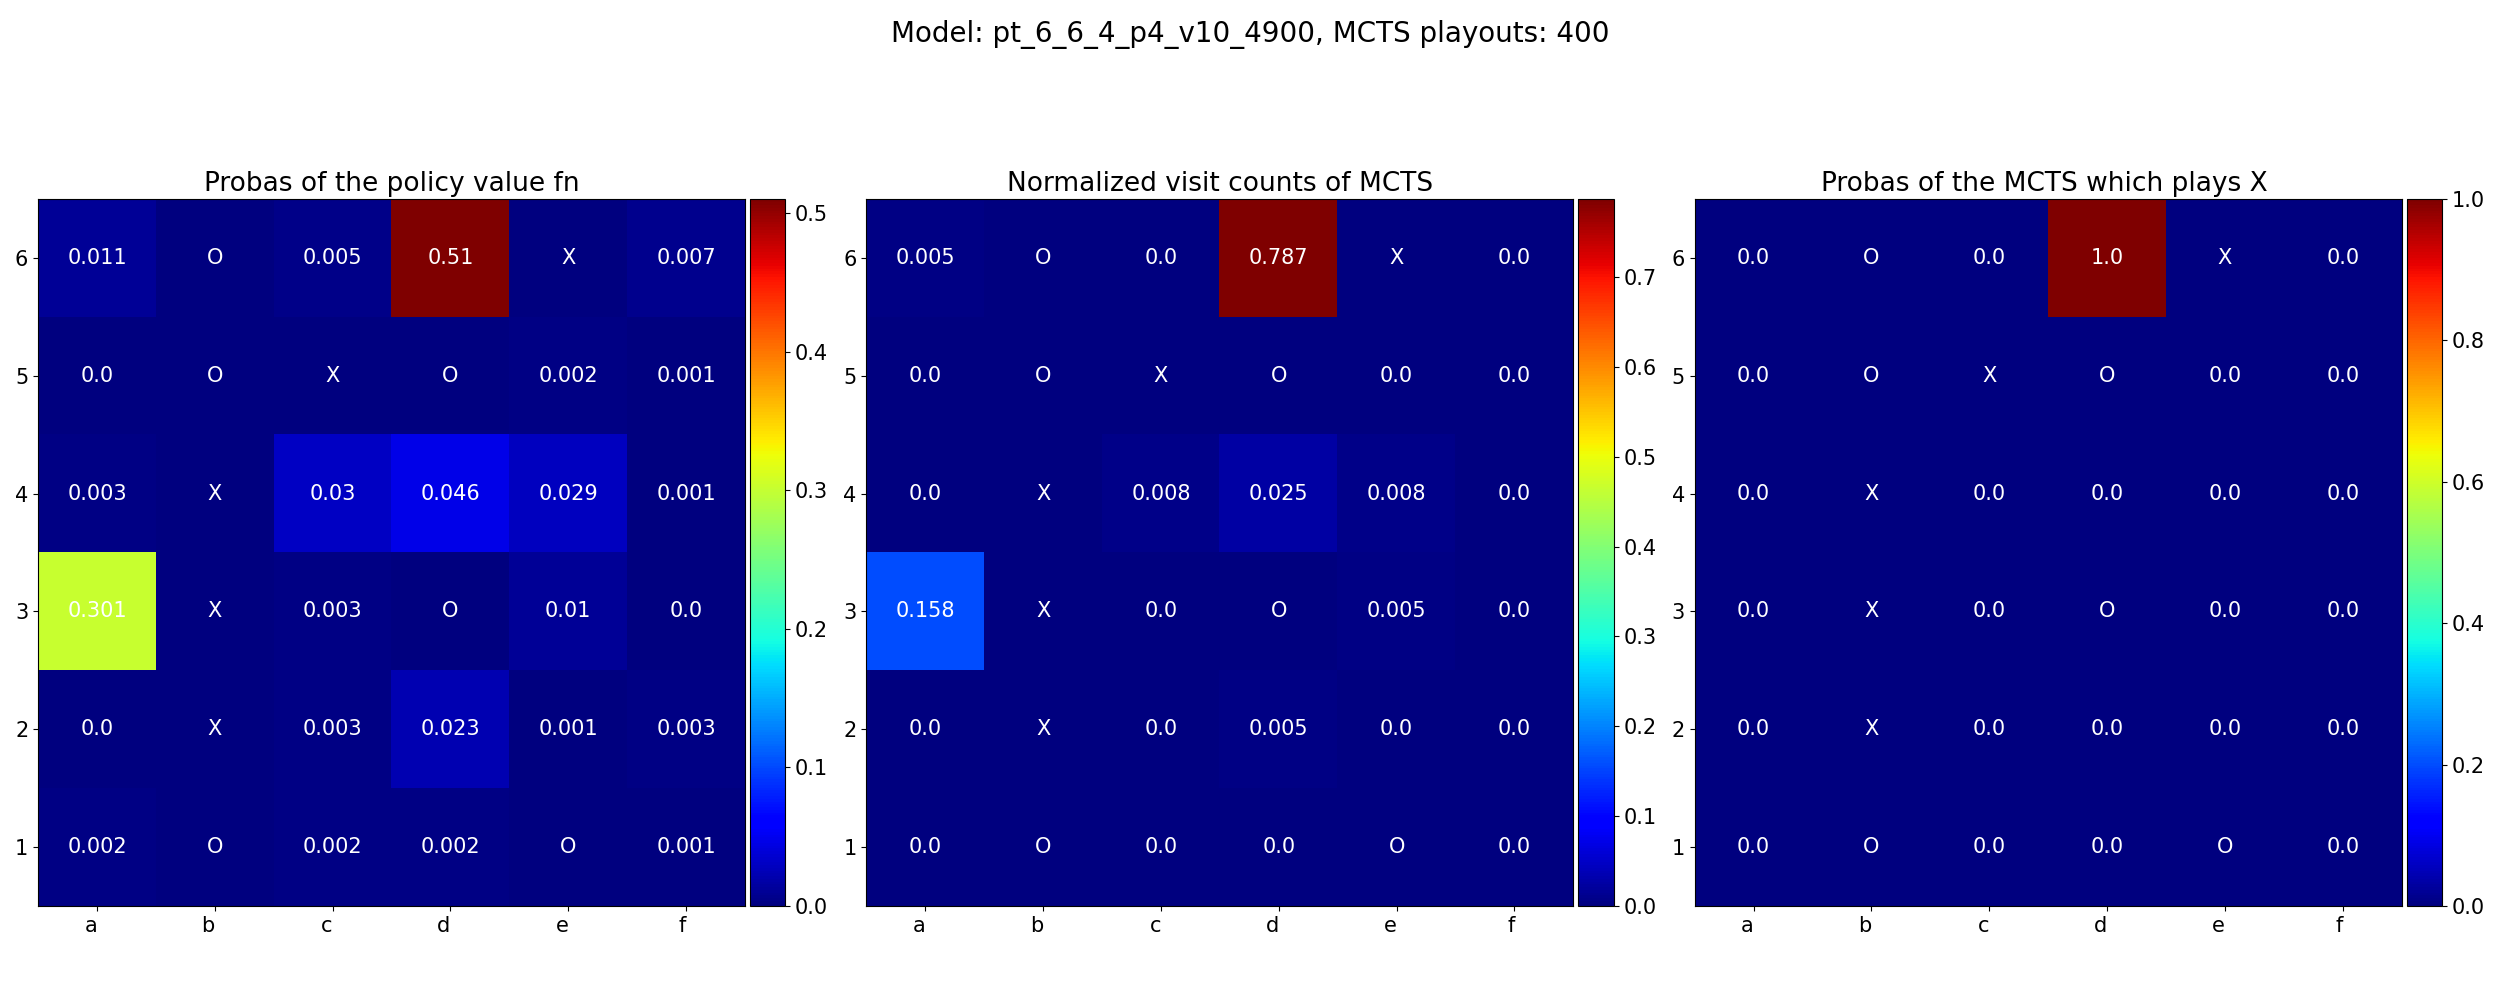 Model: pt_6_6_4_p4_v10_4900, MCTS playouts: 400
Probas of the policy value fn
6 0.011 O 0.005 0.51 X 0.007
5 0.0 O X O 0.002 0.001
4 0.003 X 0.03 0.046 0.029 0.001
3 0.301 X 0.003 O 0.01 0.0
2 0.0 X 0.003 0.023 0.001 0.003
1 0.002 O 0.002 0.002 O 0.001
a b c d e f
0.5
0.4
0.3
0.2
0.1
0.0
Normalized visit counts of MCTS
6 0.005 O 0.0 0.787 X 0.0
5 0.0 O X O 0.0 0.0
4 0.0 X 0.008 0.025 0.008 0.0
3 0.158 X 0.0 O 0.005 0.0
2 0.0 X 0.0 0.005 0.0 0.0
1 0.0 O 0.0 0.0 O 0.0
a b c d e f
0.7
0.6
0.5
0.4
0.3
0.2
0.1
0.0
Probas of the MCTS which plays X
6 0.0 O 0.0 1.0 X 0.0
5 0.0 O X O 0.0 0.0
4 0.0 X 0.0 0.0 0.0 0.0
3 0.0 X 0.0 O 0.0 0.0
2 0.0 X 0.0 0.0 0.0 0.0
1 0.0 O 0.0 0.0 O 0.0
a b c d e f
1.0
0.8
0.6
0.4
0.2
0.0